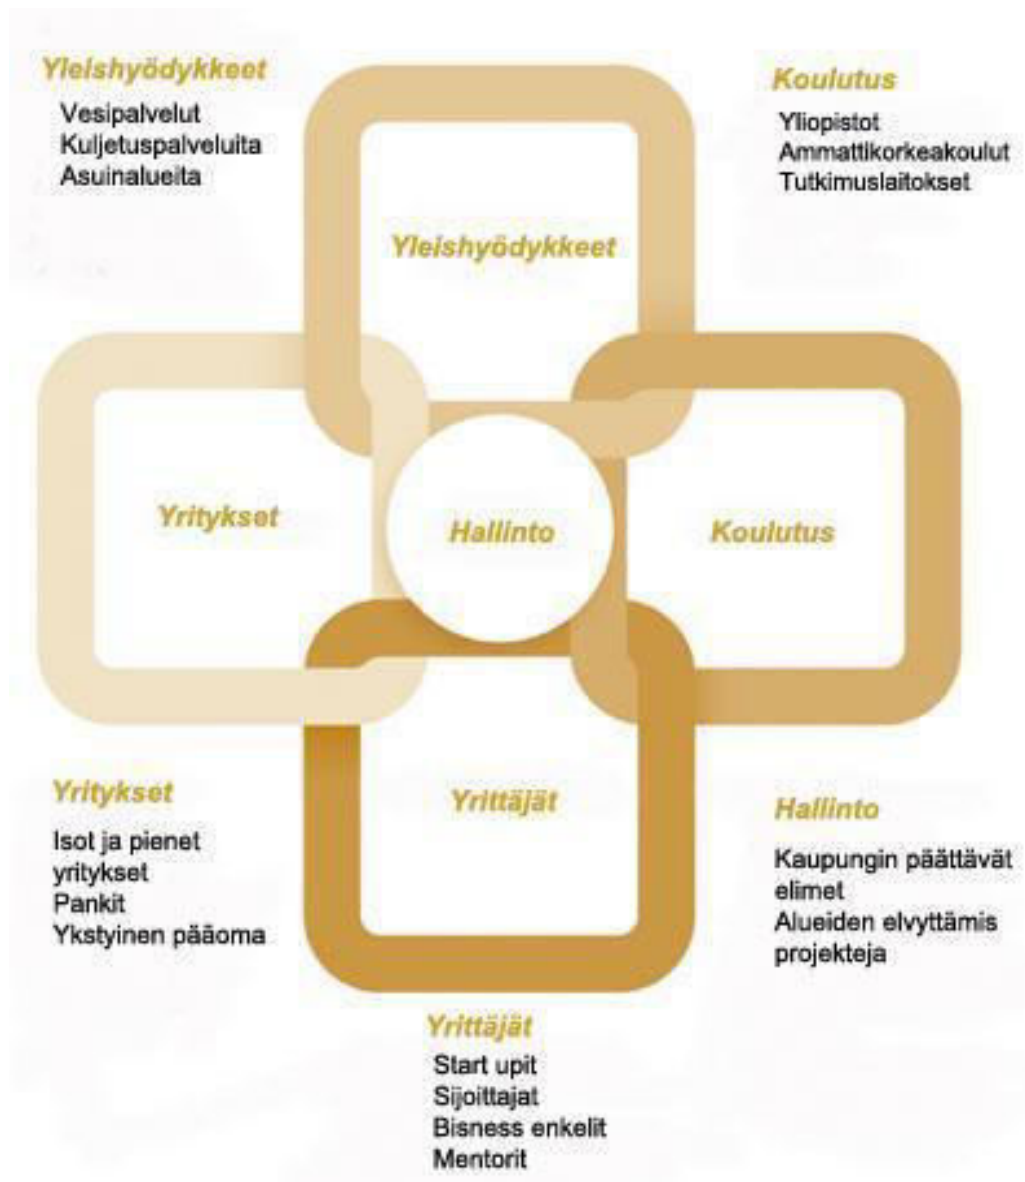 Yleishyödykkeet
Vesipalvelut
Kuljetuspalveluita
Asuinalueita
Koulutus
Yliopistot
Ammattikorkeakoulut
Tutkimuslaitokset
Yleishyödykkeet
Yritykset
Hallinto
Koulutus
Yrittäjät
Yritykset
Isot ja pienet
yritykset
Pankit
Ykstyinen pääoma
Hallinto
Kaupungin päättävät
elimet
Alueiden elvyttämis
projekteja
Yrittäjät
Start upit
Sijoittajat
Bisness enkelit
Mentorit